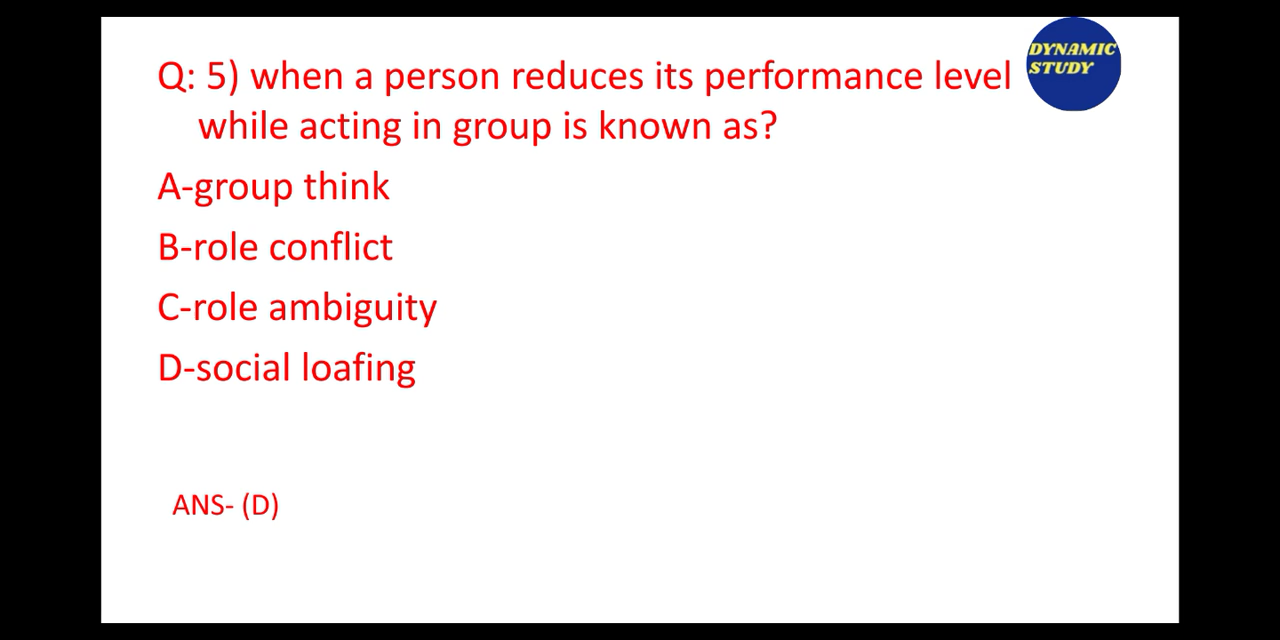 Q: 5) when a person reduces its performance level
while acting in group is known as?
A-group think
B-role conflict
C-role ambiguity
D-social loafing
ANS- (D)
DYNAMIC
STUDY